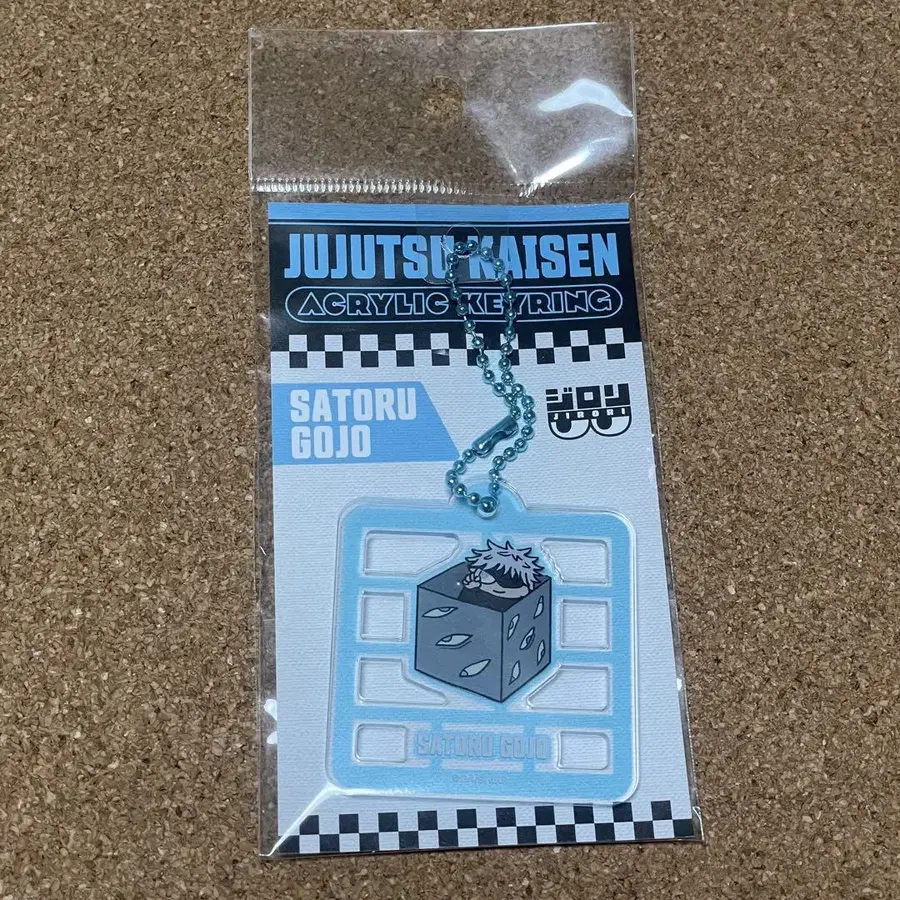 JUJUTSU KAISEN
ACRYLIC KEYRING
SATORU
GOJO
ジロリ
JIRORI
SATORU GOJO